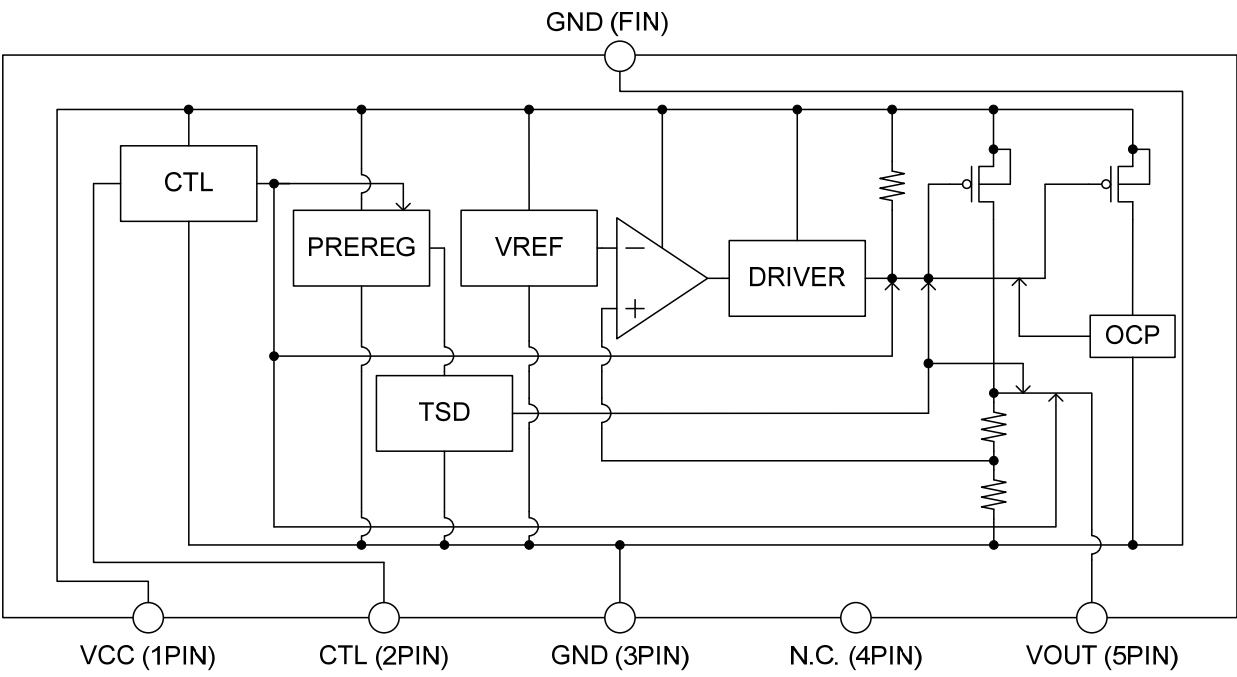 GND (FIN)
CTL
PREREG
VREF
−
+
DRIVER
OCP
TSD
VCC (1PIN)
CTL (2PIN)
GND (3PIN)
N.C. (4PIN)
VOUT (5PIN)